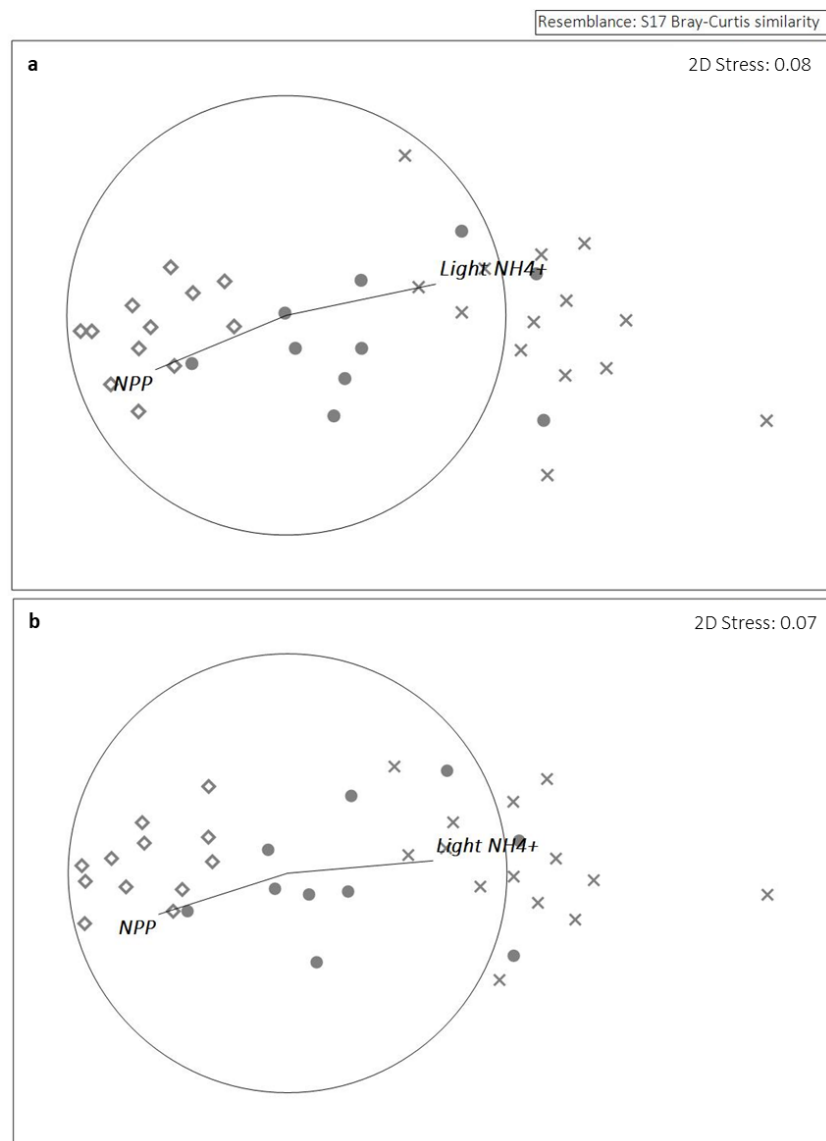 Resemblance: S17 Bray-Curtis similarity
a
2D Stress: 0.08
Light NH4+
NPP
b
2D Stress: 0.07
Light NH4+
NPP